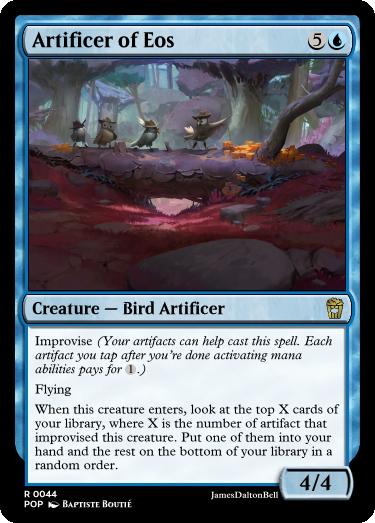 Artificer of Eos
5
Creature — Bird Artificer
Improvise (Your artifacts can help cast this spell. Each
artifact you tap after you're done activating mana
abilities pays for 1.)
Flying
When this creature enters, look at the top X cards of
your library, where X is the number of artifact that
improvised this creature. Put one of them into your
hand and the rest on the bottom of your library in a
random order.
4/4
R 0044
JamesDaltonBell
POP Baptiste Boutié